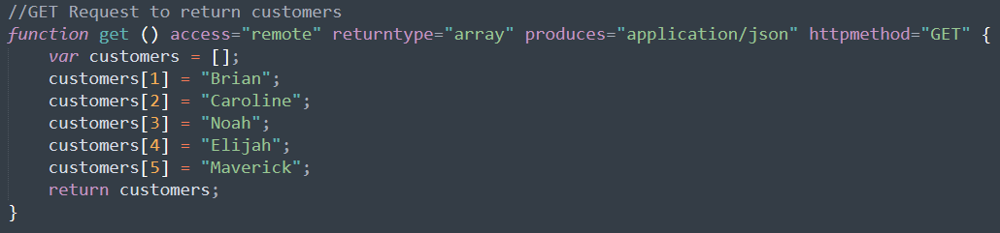 //GET Request to return customers
function get () access="remote" returntype="array" produces="application/json" httpmethod="GET" {
    var customers = [];
    customers[1] = "Brian";
    customers[2] = "Caroline";
    customers[3] = "Noah";
    customers[4] = "Elijah";
    customers[5] = "Maverick";
    return customers;
}